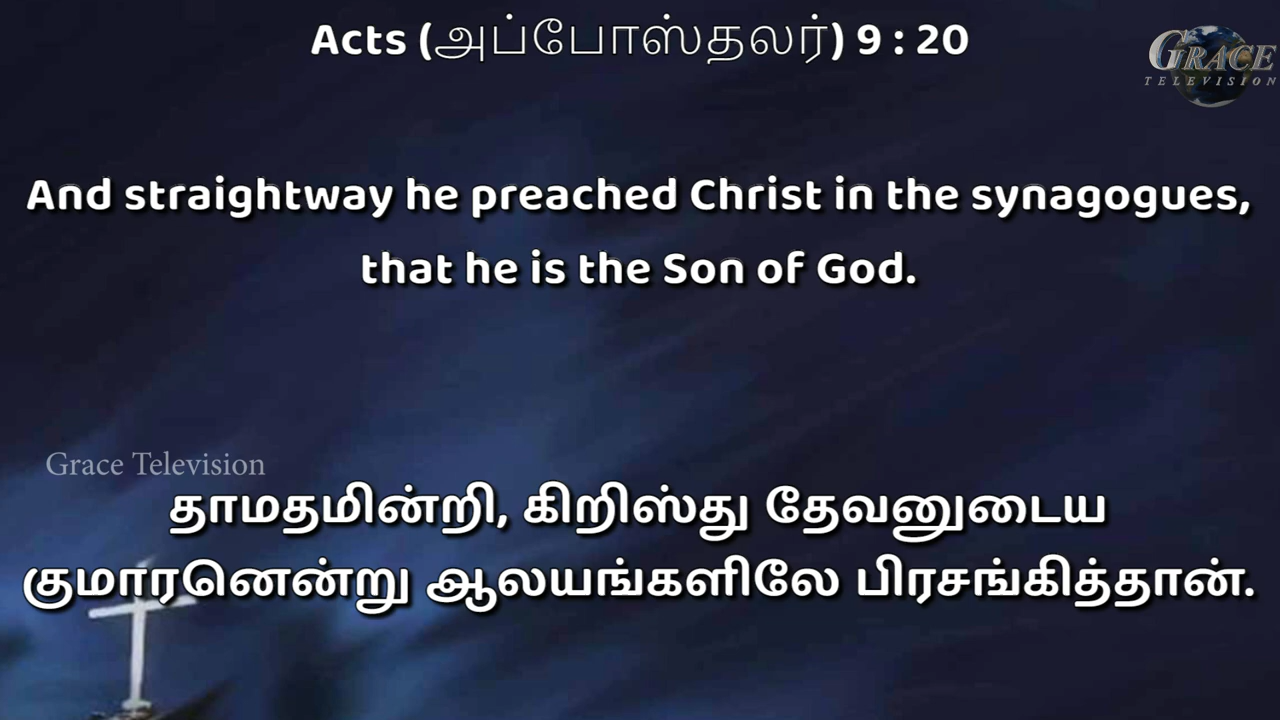 Acts (அப்போஸ்தலர்) 9 : 20
GRACE
TELEVISION
And straightway he preached Christ in the synagogues,
that he is the Son of God.
Grace Television
தாமதமின்றி, கிறிஸ்து தேவனுடைய
குமாரனென்று ஆலயங்களிலே பிரசங்கித்தான்.